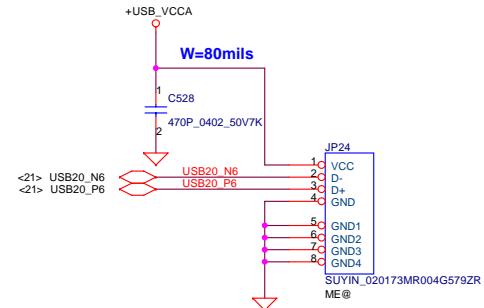 +USB_VCCA
W=80mils
1
C528
470P_0402_50V7K
2
JP24
1 VCC
<21> USB20_N6 USB20_N6 2 D-
<21> USB20_P6 USB20_P6 3 D+
4 GND
5 GND1
6 GND2
7 GND3
8 GND4
SUYIN_020173MR004G579ZR
ME@